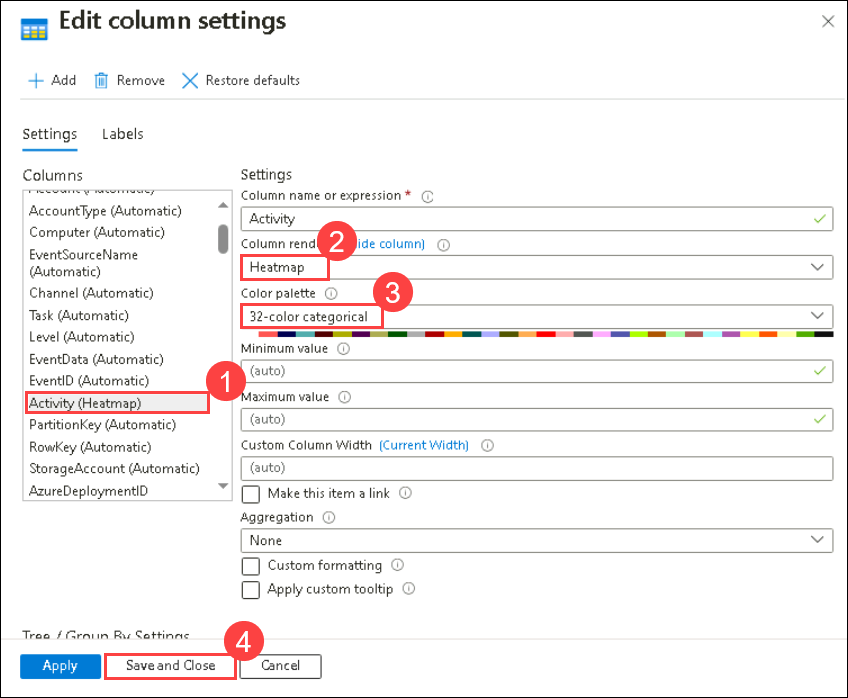 Edit column settings
Add Remove Restore defaults
Settings Labels
Columns
Account (Automatic)
AccountType (Automatic)
Computer (Automatic)
EventSourceName
(Automatic)
Channel (Automatic)
Task (Automatic)
Level (Automatic)
EventData (Automatic)
EventID (Automatic)
1
Activity (Heatmap)
PartitionKey (Automatic)
RowKey (Automatic)
StorageAccount (Automatic)
AzureDeploymentID
Settings
Column name or expression *
Activity
Column rend 2 ide column)
Heatmap
Color palette 3
32-color categorical
Minimum value
(auto)
Maximum value
(auto)
Custom Column Width (Current Width)
(auto)
Make this item a link
Aggregation
None
Custom formatting
Apply custom tooltip
Tree / Group By Settings
4
Apply Save and Close Cancel